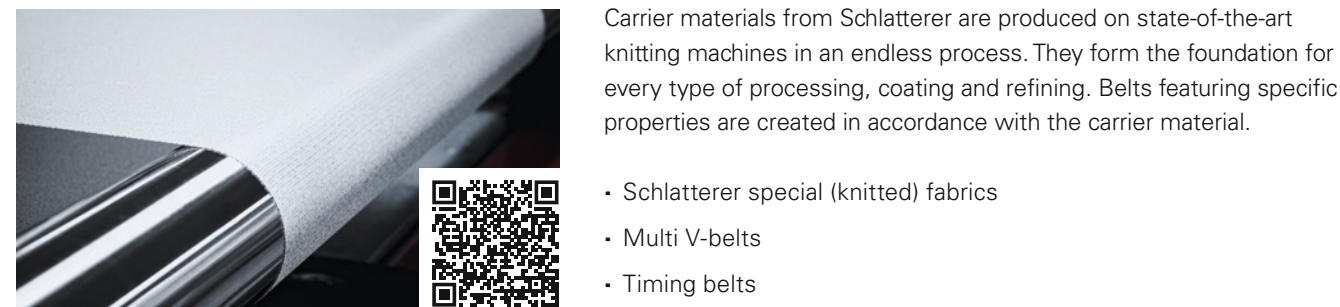 Carrier materials from Schlatterer are produced on state-of-the-art
knitting machines in an endless process. They form the foundation for
every type of processing, coating and refining. Belts featuring specific
properties are created in accordance with the carrier material.
· Schlatterer special (knitted) fabrics
· Multi V-belts
· Timing belts